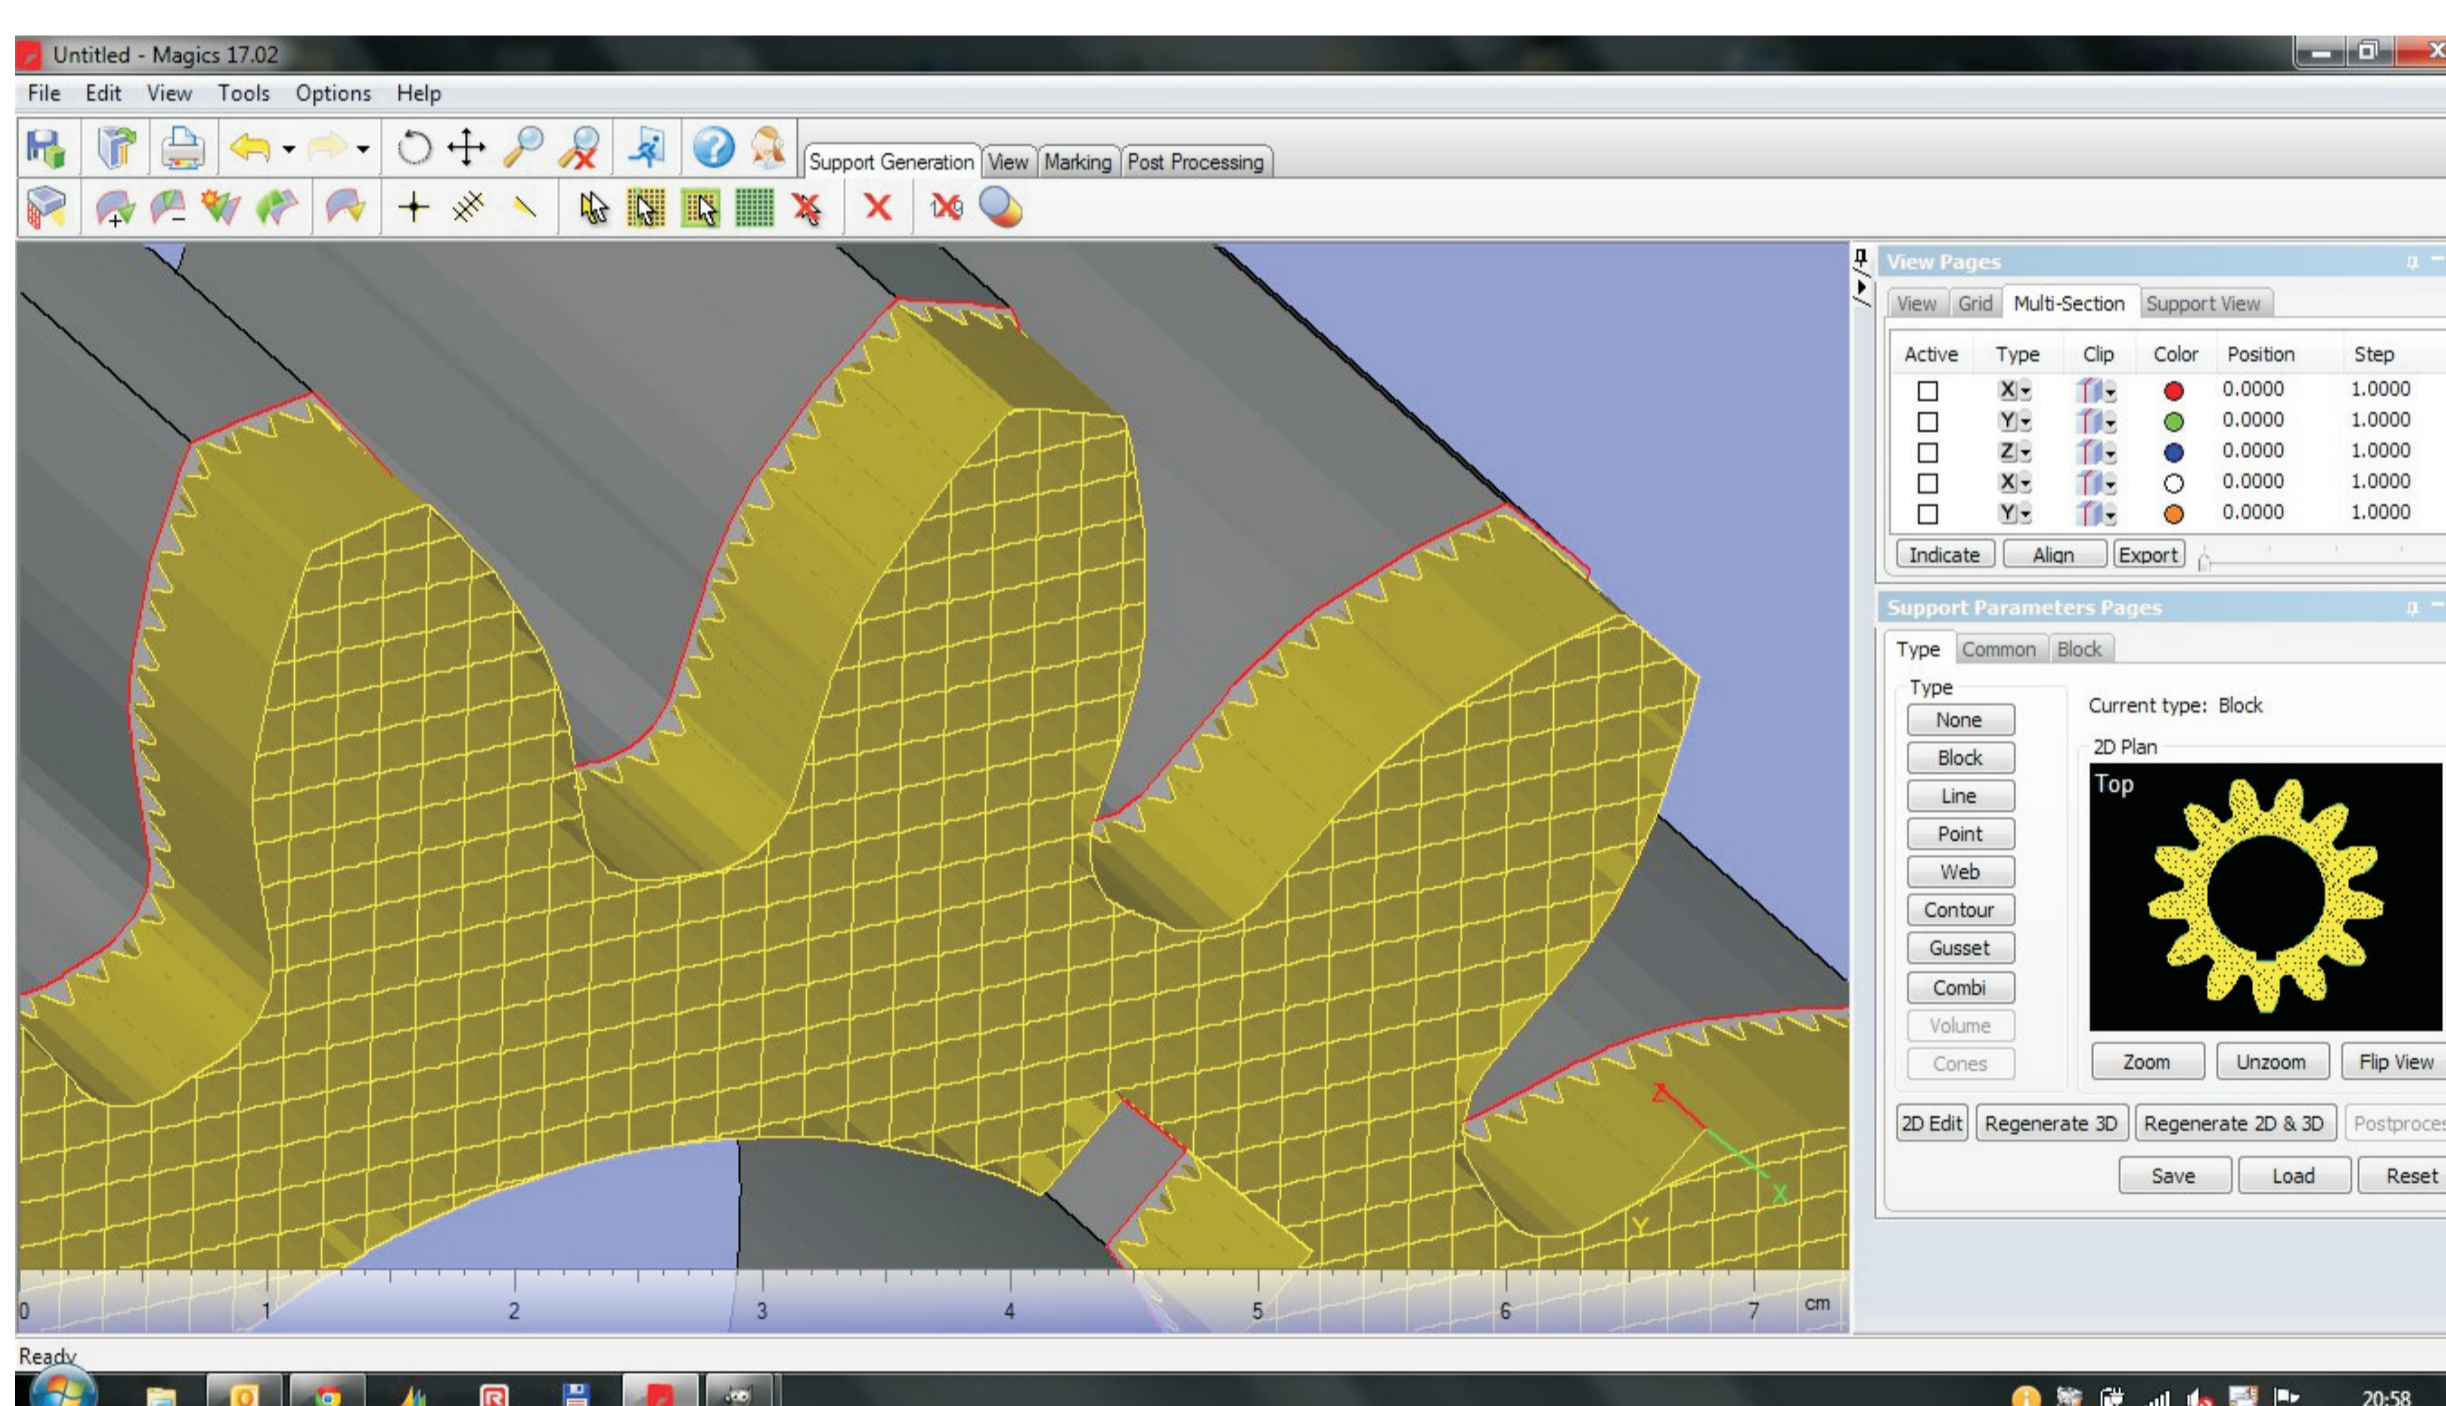 Untitled - Magics 17.02
File Edit View Tools Options Help
Support Generation View Marking Post Processing
View Pages
View Grid Multi-Section Support View
Active Type Clip Color Position Step
X 0.0000 1.0000
Y 0.0000 1.0000
Z 0.0000 1.0000
X 0.0000 1.0000
Y 0.0000 1.0000
Indicate Align Export
Support Parameters Pages
Type Common Block
Type
Current type: Block
None
2D Plan
Block
Top
Line
Point
Web
Contour
Gusset
Combi
Volume
Cones
Zoom Unzoom Flip View
2D Edit Regenerate 3D Regenerate 2D & 3D Postproces
Save Load Reset
Z
X
Y
0 1 2 3 4 5 6 7 cm
Ready
20:58